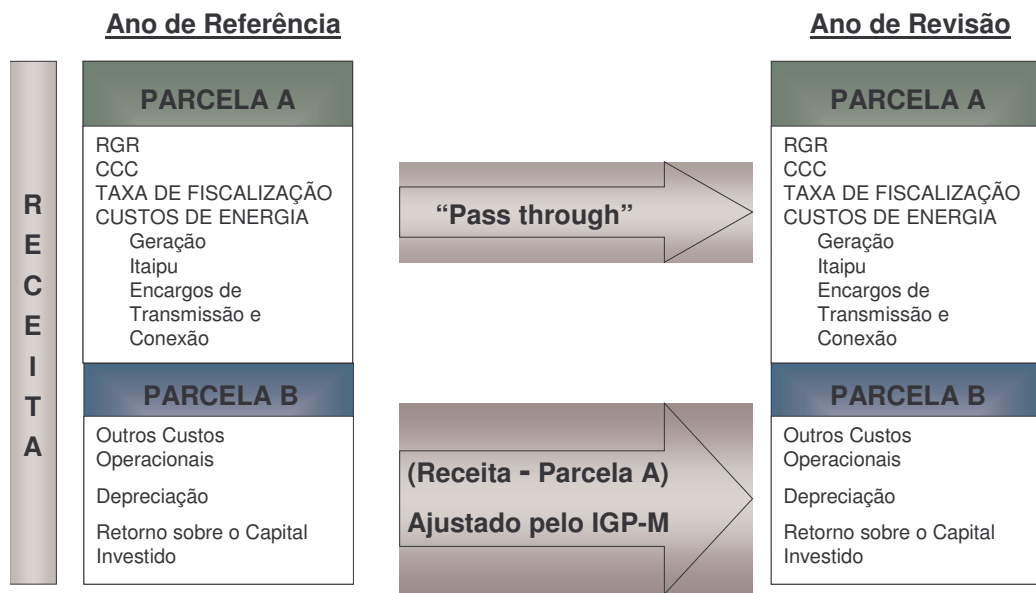 Ano de Referência
Ano de Revisão
RECEITA
PARCELA A
RGR
CCC
TAXA DE FISCALIZAÇÃO
CUSTOS DE ENERGIA
Geração
Itaipu
Encargos de
Transmissão e
Conexão
PARCELA B
Outros Custos
Operacionais
Depreciação
Retorno sobre o Capital
Investido
“Pass through”
(Receita - Parcela A)
Ajustado pelo IGP-M
PARCELA A
RGR
CCC
TAXA DE FISCALIZAÇÃO
CUSTOS DE ENERGIA
Geração
Itaipu
Encargos de
Transmissão e
Conexão
PARCELA B
Outros Custos
Operacionais
Depreciação
Retorno sobre o Capital
Investido